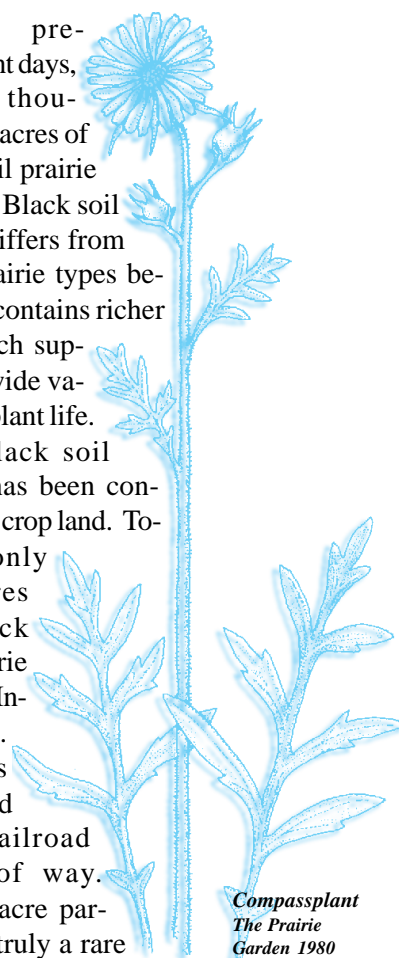 pre-
nt days,
thou-
acres of
il prairie
Black soil
iffers from
airie types be-
contains richer
ch sup-
vide va-
plant life.
lack soil
has been con-
crop land. To-
only
res
ck
rie
In-
.
s
d
ailroad
of way.
acre par-
truly a rare
Compassplant
The Prairie
Garden 1980